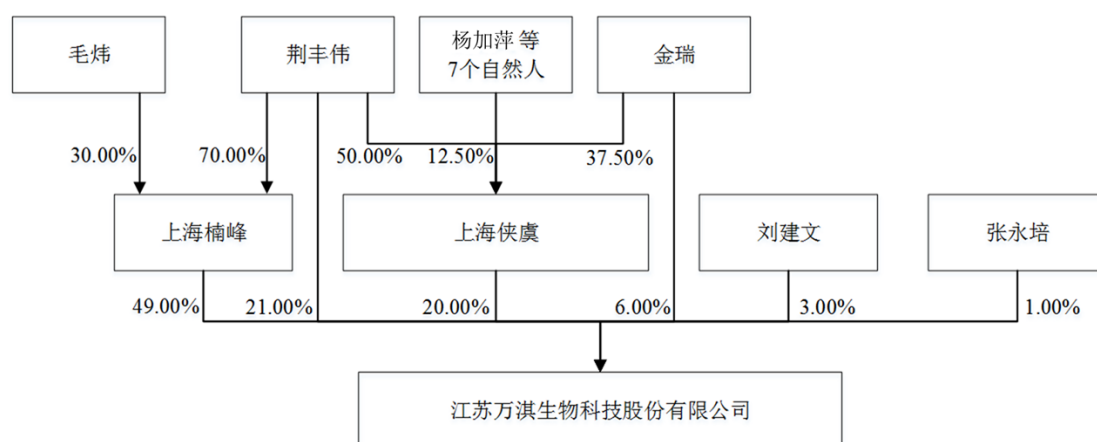 毛炜
荆丰伟
杨加萍 等
7个自然人
金瑞
30.00%
70.00%
50.00%
12.50%
37.50%
上海楠峰
上海侠虞
刘建文
张永培
49.00%
21.00%
20.00%
6.00%
3.00%
1.00%
江苏万淇生物科技股份有限公司